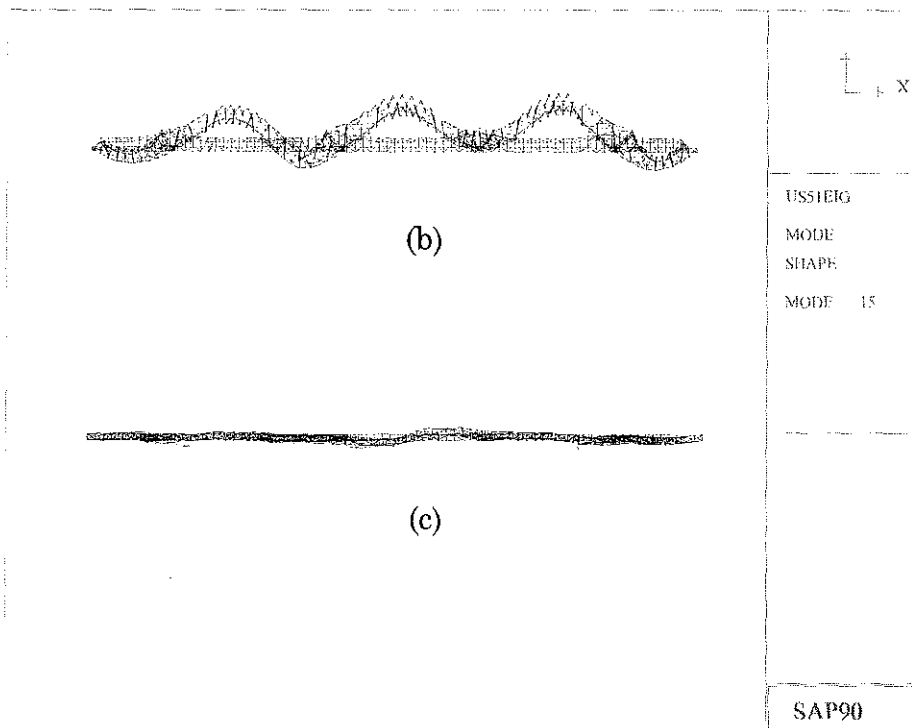 X
(b)
US51EIG
MODE
SHAPE
MODE 15
(c)
SAP90